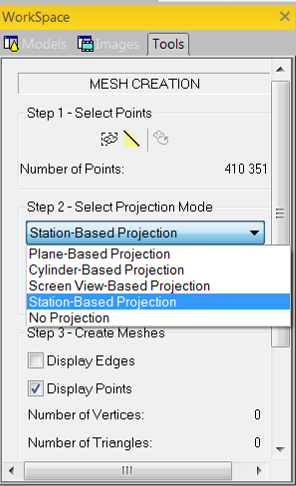 WorkSpace
Models Images Tools
MESH CREATION
Step 1 - Select Points
Number of Points: 410 351
Step 2 - Select Projection Mode
Station-Based Projection
Plane-Based Projection
Cylinder-Based Projection
Screen View-Based Projection
Station-Based Projection
No Projection
Step 3 - Create Meshes
Display Edges
Display Points
Number of Vertices: 0
Number of Triangles: 0